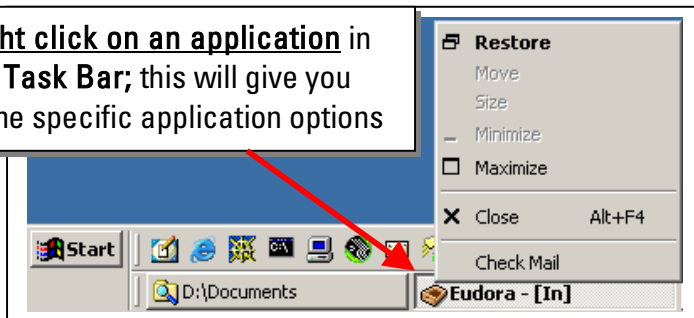 ht click on an application in
Task Bar; this will give you
he specific application options
Restore
Move
Size
Minimize
Maximize
Close Alt+F4
Check Mail
Start
D:\Documents
Eudora - [In]